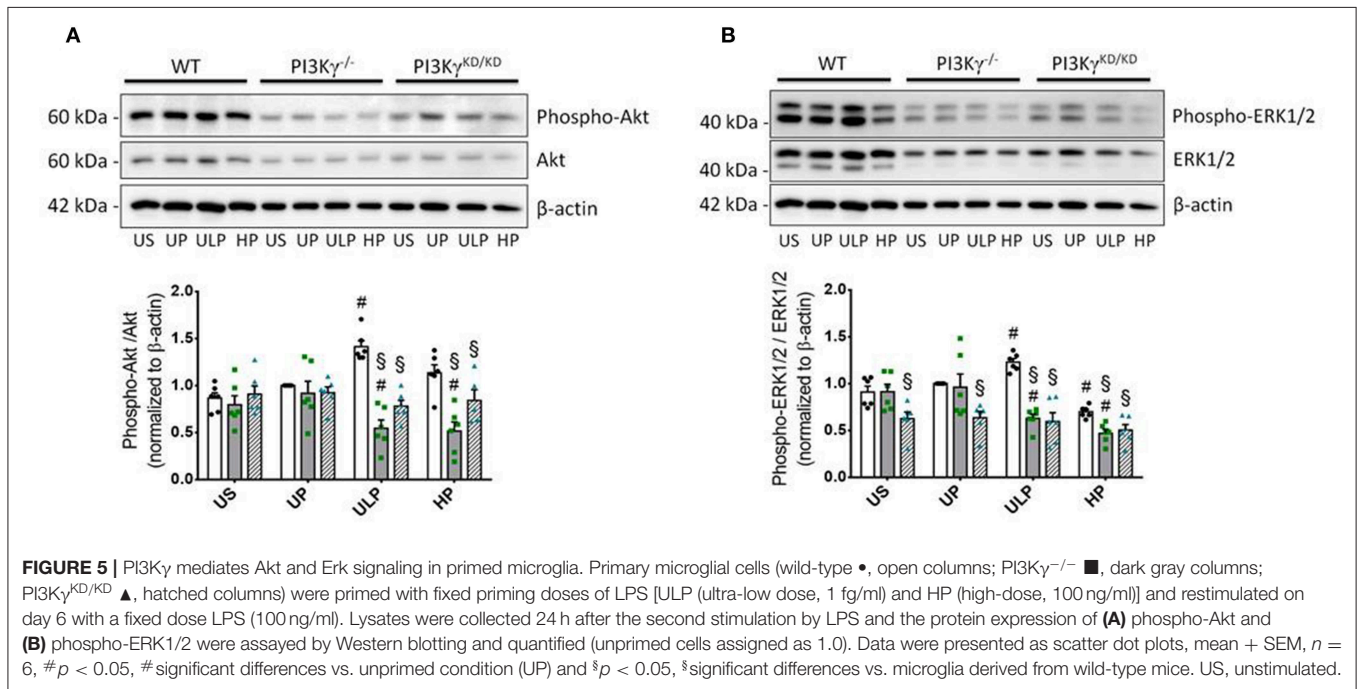 A
WT PI3Kγ-/- PI3KγKD/KD
60 kDa - Phospho-Akt
60 kDa - Akt
42 kDa - β-actin
US UP ULP HP US UP ULP HP US UP ULP HP
Phospho-Akt /Akt
(normalized to β-actin)
2.0
1.5
1.0
0.5
0.0
#
§
#
§
§
#
§
US UP ULP HP
B
WT PI3Kγ-/- PI3KγKD/KD
40 kDa - Phospho-ERK1/2
40 kDa - ERK1/2
42 kDa - β-actin
US UP ULP HP US UP ULP HP US UP ULP HP
Phospho-ERK1/2 / ERK1/2
(normalized to β-actin)
2.0
1.5
1.0
0.5
0.0
§
§
#
§
#
§
#
§
#
§
US UP ULP HP
FIGURE 5 | PI3Kγ mediates Akt and Erk signaling in primed microglia. Primary microglial cells (wild-type •, open columns; PI3Kγ−/− ■, dark gray columns;
PI3KγKD/KD ▲, hatched columns) were primed with fixed priming doses of LPS [ULP (ultra-low dose, 1 fg/ml) and HP (high-dose, 100 ng/ml)] and restimulated on
day 6 with a fixed dose LPS (100 ng/ml). Lysates were collected 24 h after the second stimulation by LPS and the protein expression of (A) phospho-Akt and
(B) phospho-ERK1/2 were assayed by Western blotting and quantified (unprimed cells assigned as 1.0). Data were presented as scatter dot plots, mean + SEM, n =
6, #p < 0.05, #significant differences vs. unprimed condition (UP) and §p < 0.05, §significant differences vs. microglia derived from wild-type mice. US, unstimulated.